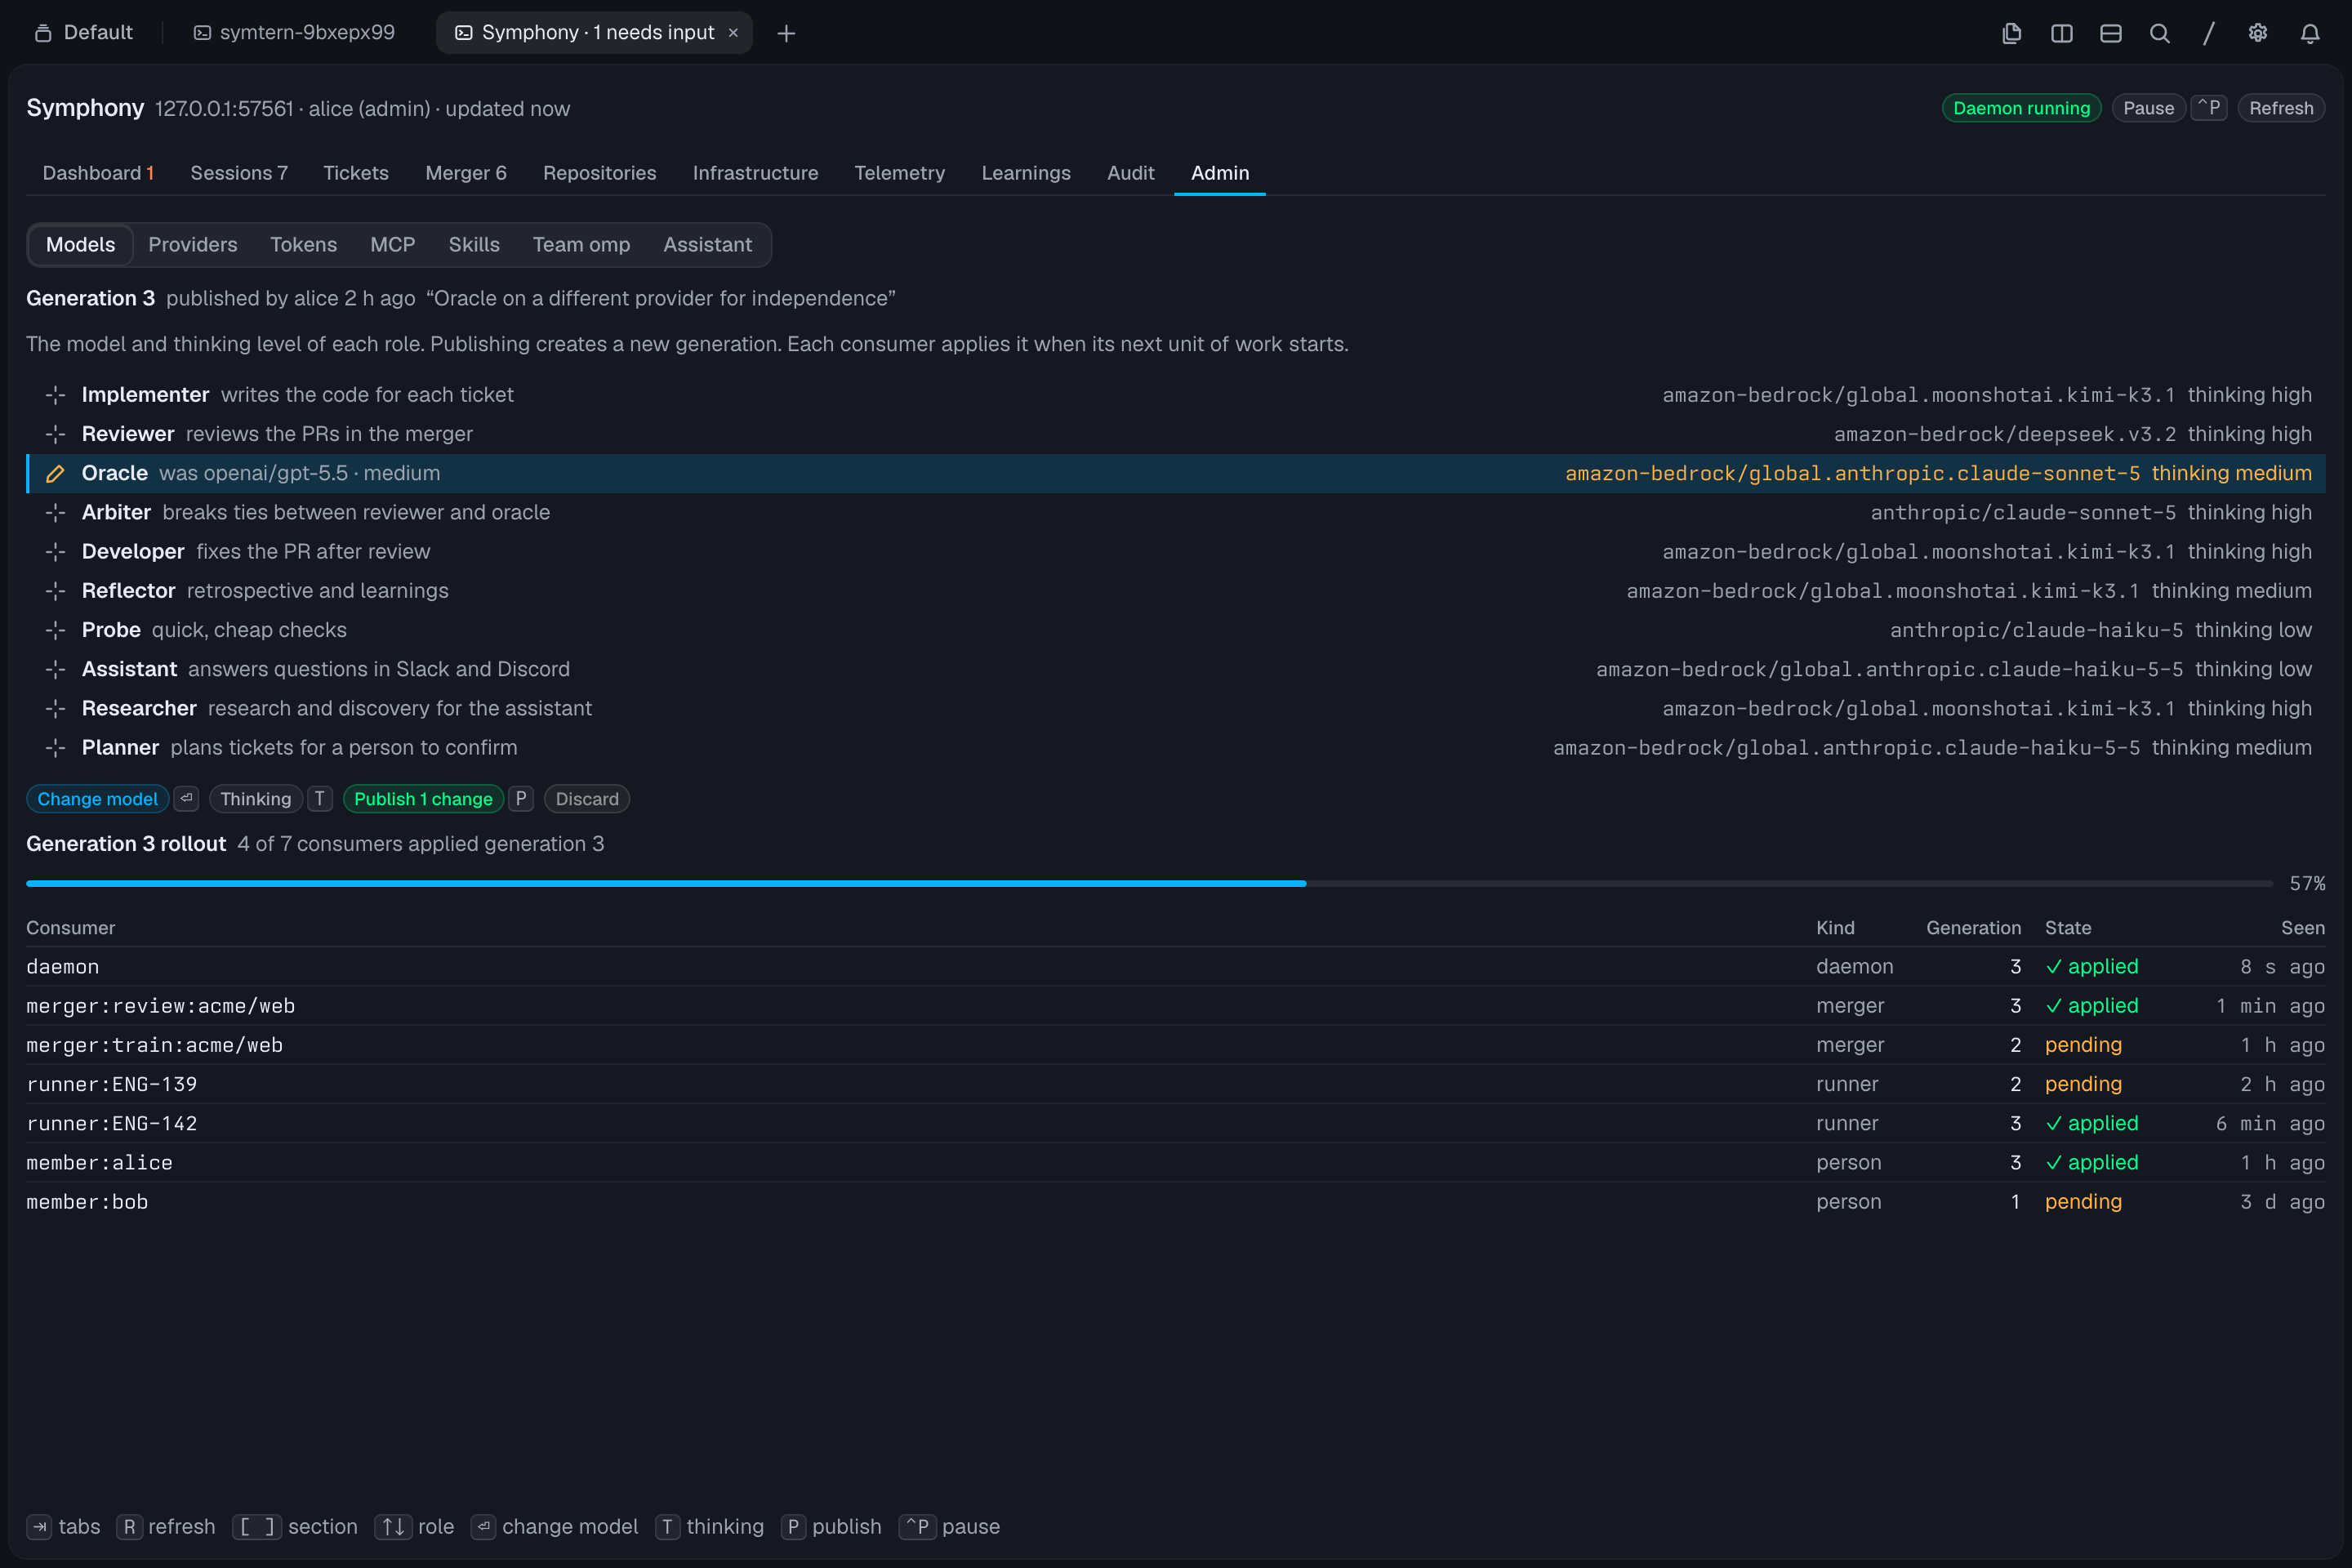 Default symtern-9bxepx99 Symphony · 1 needs input × +
Symphony 127.0.0.1:57561 · alice (admin) · updated now Daemon running Pause ^P Refresh
Dashboard 1 Sessions 7 Tickets Merger 6 Repositories Infrastructure Telemetry Learnings Audit Admin
Models Providers Tokens MCP Skills Team omp Assistant
Generation 3 published by alice 2 h ago “Oracle on a different provider for independence”
The model and thinking level of each role. Publishing creates a new generation. Each consumer applies it when its next unit of work starts.
Implementer writes the code for each ticket amazon-bedrock/global.moonshotai.kimi-k3.1 thinking high
Reviewer reviews the PRs in the merger amazon-bedrock/deepseek.v3.2 thinking high
Oracle was openai/gpt-5.5 · medium amazon-bedrock/global.anthropic.claude-sonnet-5 thinking medium
Arbiter breaks ties between reviewer and oracle anthropic/claude-sonnet-5 thinking high
Developer fixes the PR after review amazon-bedrock/global.moonshotai.kimi-k3.1 thinking high
Reflector retrospective and learnings amazon-bedrock/global.moonshotai.kimi-k3.1 thinking medium
Probe quick, cheap checks anthropic/claude-haiku-5 thinking low
Assistant answers questions in Slack and Discord amazon-bedrock/global.anthropic.claude-haiku-5-5 thinking low
Researcher research and discovery for the assistant amazon-bedrock/global.moonshotai.kimi-k3.1 thinking high
Planner plans tickets for a person to confirm amazon-bedrock/global.anthropic.claude-haiku-5-5 thinking medium
Change model ⏎ Thinking T Publish 1 change P Discard
Generation 3 rollout 4 of 7 consumers applied generation 3
57%
Consumer Kind Generation State Seen
daemon daemon 3 ✓ applied 8 s ago
merger:review:acme/web merger 3 ✓ applied 1 min ago
merger:train:acme/web merger 2 pending 1 h ago
runner:ENG-139 runner 2 pending 2 h ago
runner:ENG-142 runner 3 ✓ applied 6 min ago
member:alice person 3 ✓ applied 1 h ago
member:bob person 1 pending 3 d ago
⇥ tabs R refresh [ ] section ↑↓ role ⏎ change model T thinking P publish ^P pause